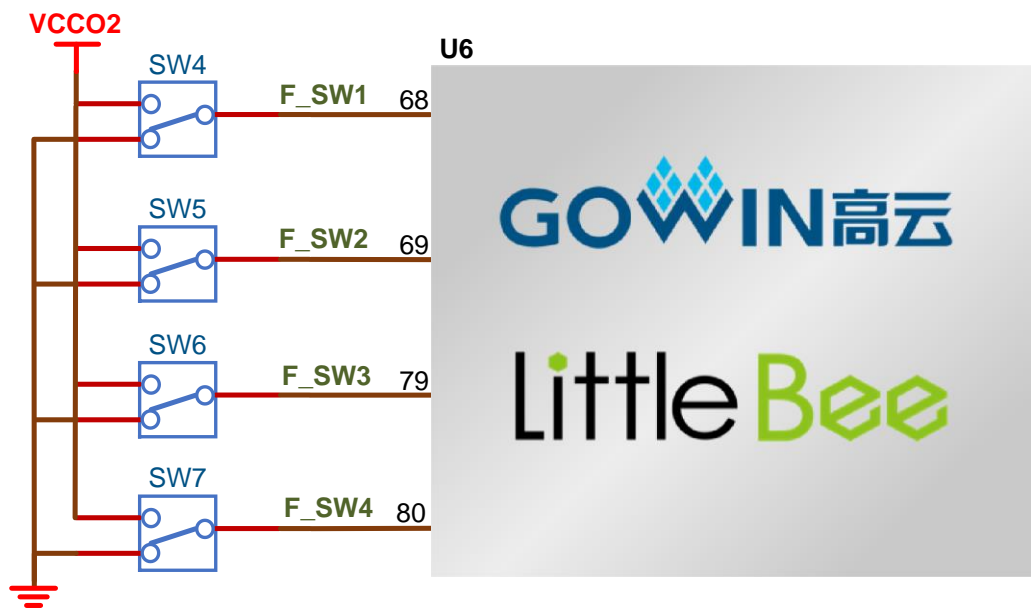 VCCO2
U6
SW4
F_SW1 68
SW5
F_SW2 69
SW6
F_SW3 79
SW7
F_SW4 80
GOWIN高云
LittleBee